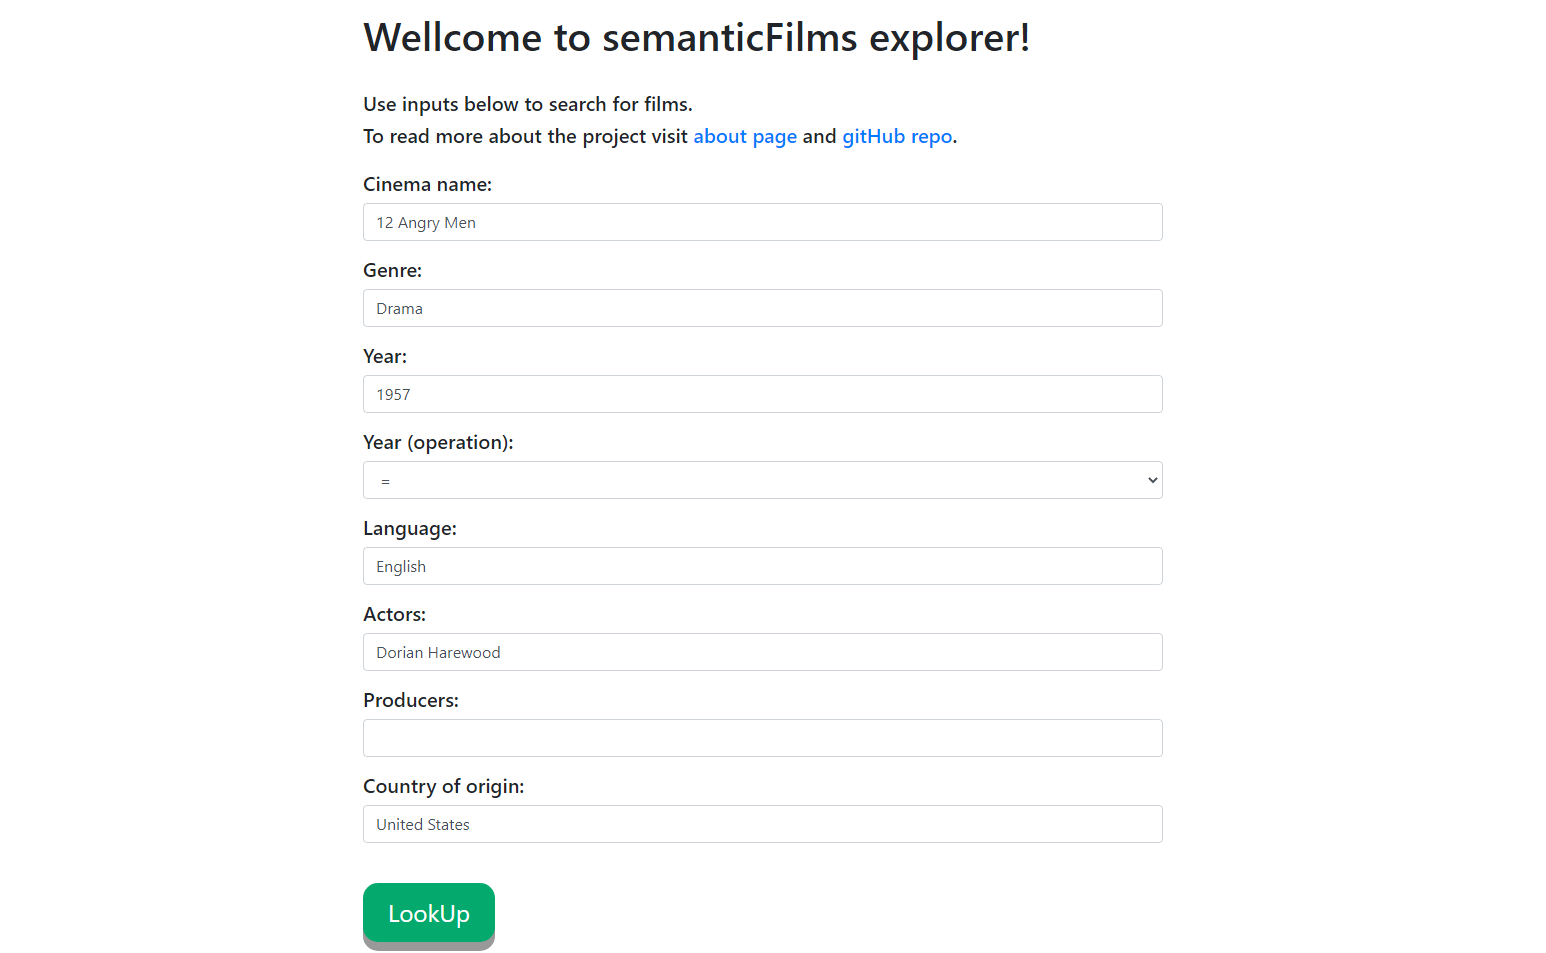 Wellcome to semanticFilms explorer!
Use inputs below to search for films.
To read more about the project visit about page and gitHub repo.
Cinema name:
12 Angry Men
Genre:
Drama
Year:
1957
Year (operation):
=
Language:
English
Actors:
Dorian Harewood
Producers:
Country of origin:
United States
LookUp